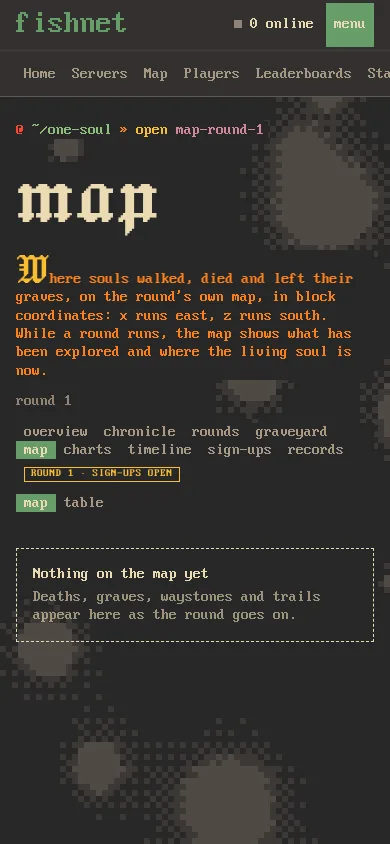 fishnet
0 online
menu
Home Servers Map Players Leaderboards Sta
@ ~/one-soul » open map-round-1
map
Where souls walked, died and left their
graves, on the round's own map, in block
coordinates: x runs east, z runs south.
While a round runs, the map shows what has
been explored and where the living soul is
now.
round 1
overview chronicle rounds graveyard
map charts timeline sign-ups records
ROUND 1 · SIGN-UPS OPEN
map table
Nothing on the map yet
Deaths, graves, waystones and trails
appear here as the round goes on.